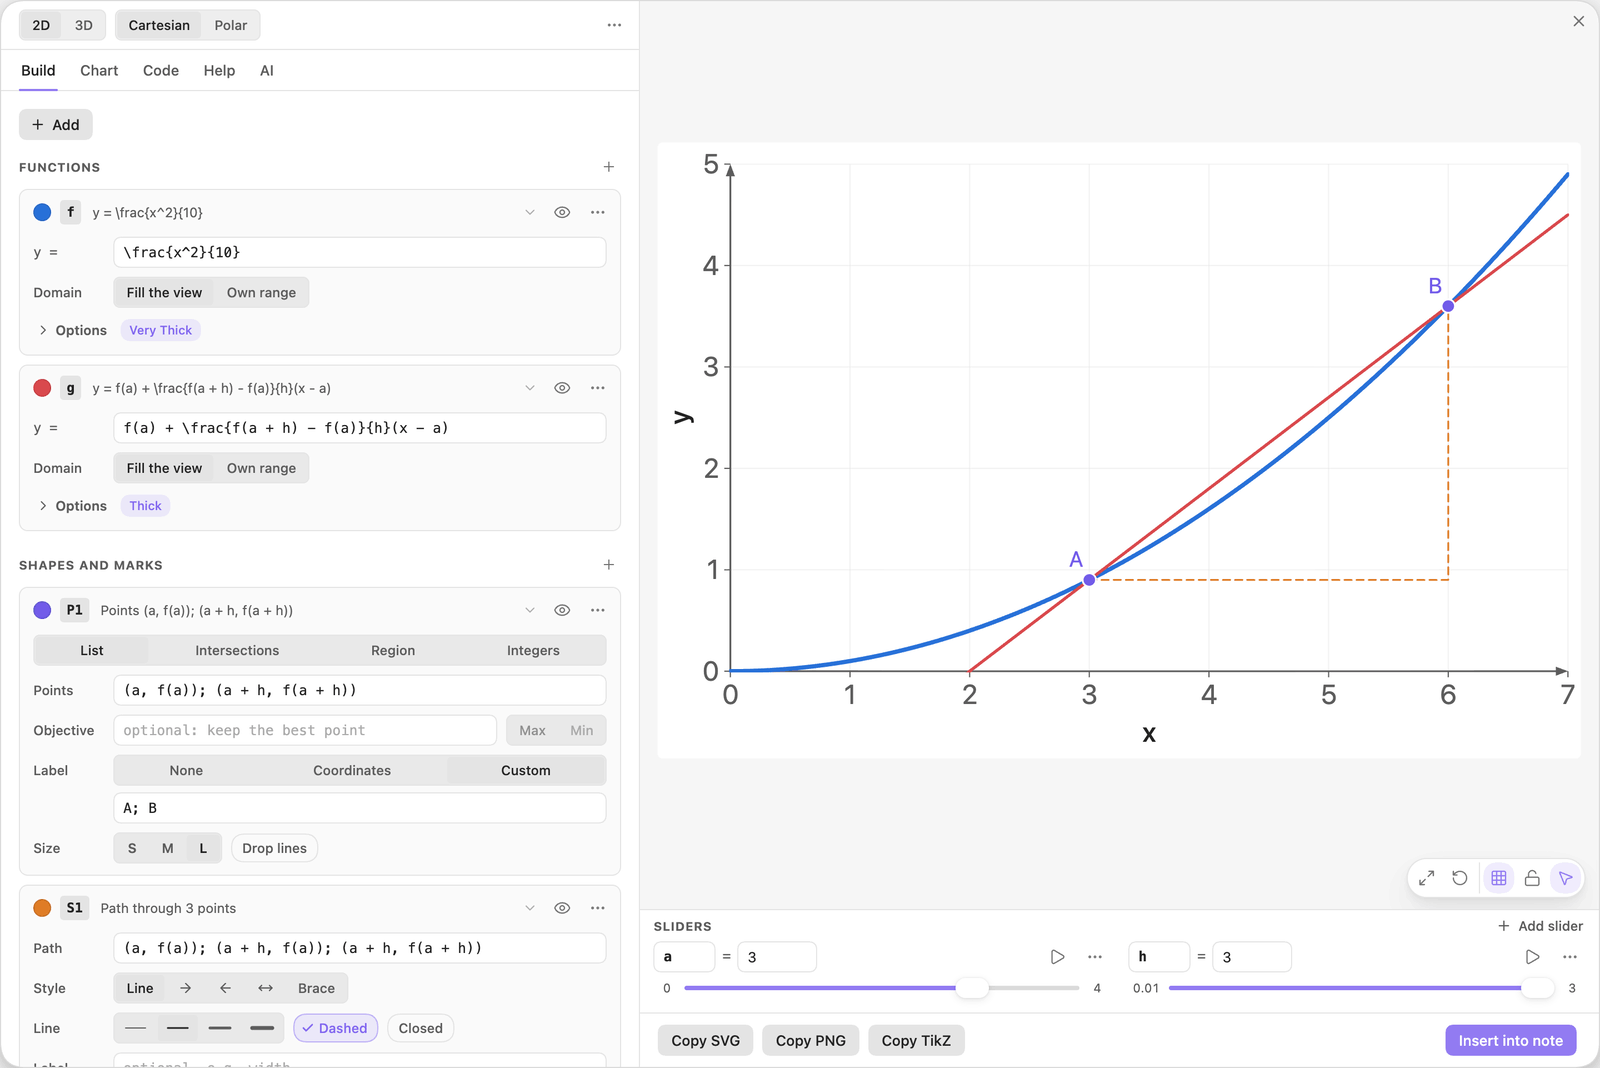 2D 3D Cartesian Polar ...
Build Chart Code Help AI
+ Add
FUNCTIONS +
f y = \frac{x^2}{10}
y = \frac{x^2}{10}
Domain Fill the view Own range
Options Very Thick
g y = f(a) + \frac{f(a + h) - f(a)}{h}(x - a)
y = f(a) + \frac{f(a + h) − f(a)}{h}(x − a)
Domain Fill the view Own range
Options Thick
SHAPES AND MARKS +
P1 Points (a, f(a)); (a + h, f(a + h))
List Intersections Region Integers
Points (a, f(a)); (a + h, f(a + h))
Objective optional: keep the best point Max Min
Label None Coordinates Custom
A; B
Size S M L Drop lines
S1 Path through 3 points
Path (a, f(a)); (a + h, f(a)); (a + h, f(a + h))
Style Line → ← ↔ Brace
Line Dashed Closed
5
4
3
2
1
0
y
A
B
0 1 2 3 4 5 6 7
x
SLIDERS + Add slider
a = 3
0 4
h = 3
0.01 3
Copy SVG Copy PNG Copy TikZ Insert into note